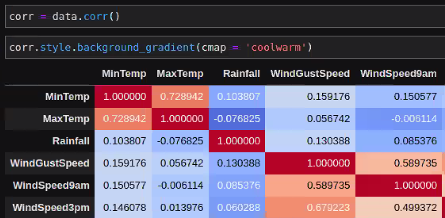 corr = data.corr()
corr.style.background_gradient(cmap = 'coolwarm')
MinTemp MaxTemp Rainfall WindGustSpeed WindSpeed9am
MinTemp 1.000000 0.728942 0.103807 0.159176 0.150577
MaxTemp 0.728942 1.000000 -0.076825 0.056742 -0.006114
Rainfall 0.103807 -0.076825 1.000000 0.130388 0.085376
WindGustSpeed 0.159176 0.056742 0.130388 1.000000 0.589735
WindSpeed9am 0.150577 -0.006114 0.085376 0.589735 1.000000
WindSpeed3pm 0.146078 0.013976 0.060288 0.679223 0.499372